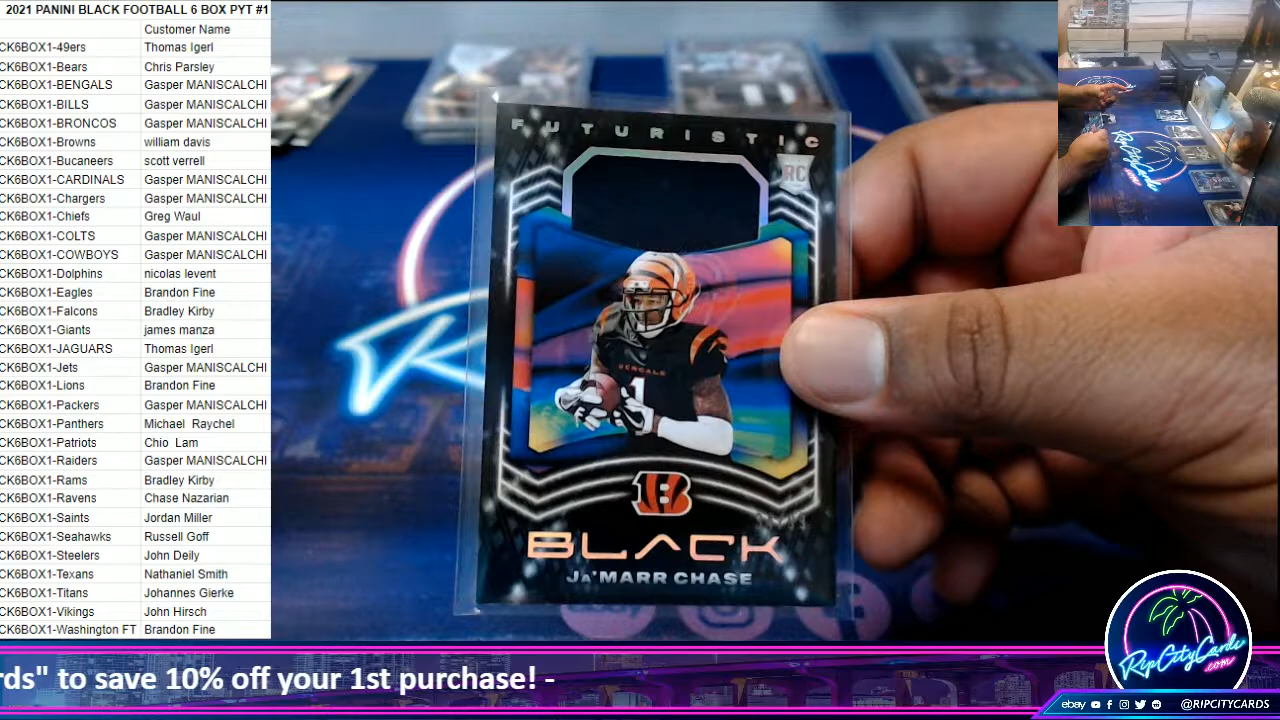 2021 PANINI BLACK FOOTBALL 6 BOX PYT #1
Customer Name
CK6BOX1-49ers Thomas Igerl
CK6BOX1-Bears Chris Parsley
CK6BOX1-BENGALS Gasper MANISCALCHI
CK6BOX1-BILLS Gasper MANISCALCHI
CK6BOX1-BRONCOS Gasper MANISCALCHI
CK6BOX1-Browns william davis
CK6BOX1-Bucaneers scott verrell
CK6BOX1-CARDINALS Gasper MANISCALCHI
CK6BOX1-Chargers Gasper MANISCALCHI
CK6BOX1-Chiefs Greg Waul
CK6BOX1-COLTS Gasper MANISCALCHI
CK6BOX1-COWBOYS Gasper MANISCALCHI
CK6BOX1-Dolphins nicolas levent
CK6BOX1-Eagles Brandon Fine
CK6BOX1-Falcons Bradley Kirby
CK6BOX1-Giants james manza
CK6BOX1-JAGUARS Thomas Igerl
CK6BOX1-Jets Gasper MANISCALCHI
CK6BOX1-Lions Brandon Fine
CK6BOX1-Packers Gasper MANISCALCHI
CK6BOX1-Panthers Michael Raychel
CK6BOX1-Patriots Chio Lam
CK6BOX1-Raiders Gasper MANISCALCHI
CK6BOX1-Rams Bradley Kirby
CK6BOX1-Ravens Chase Nazarian
CK6BOX1-Saints Jordan Miller
CK6BOX1-Seahawks Russell Goff
CK6BOX1-Steelers John Deily
CK6BOX1-Texans Nathaniel Smith
CK6BOX1-Titans Johannes Gierke
CK6BOX1-Vikings John Hirsch
CK6BOX1-Washington FT Brandon Fine
FUTURISTIC
RC
BENGALS
1
B
BLACK
JA'MARR CHASE
rds" to save 10% off your 1st purchase! -
RipCityCards
.com
ebay @RIPCITYCARDS